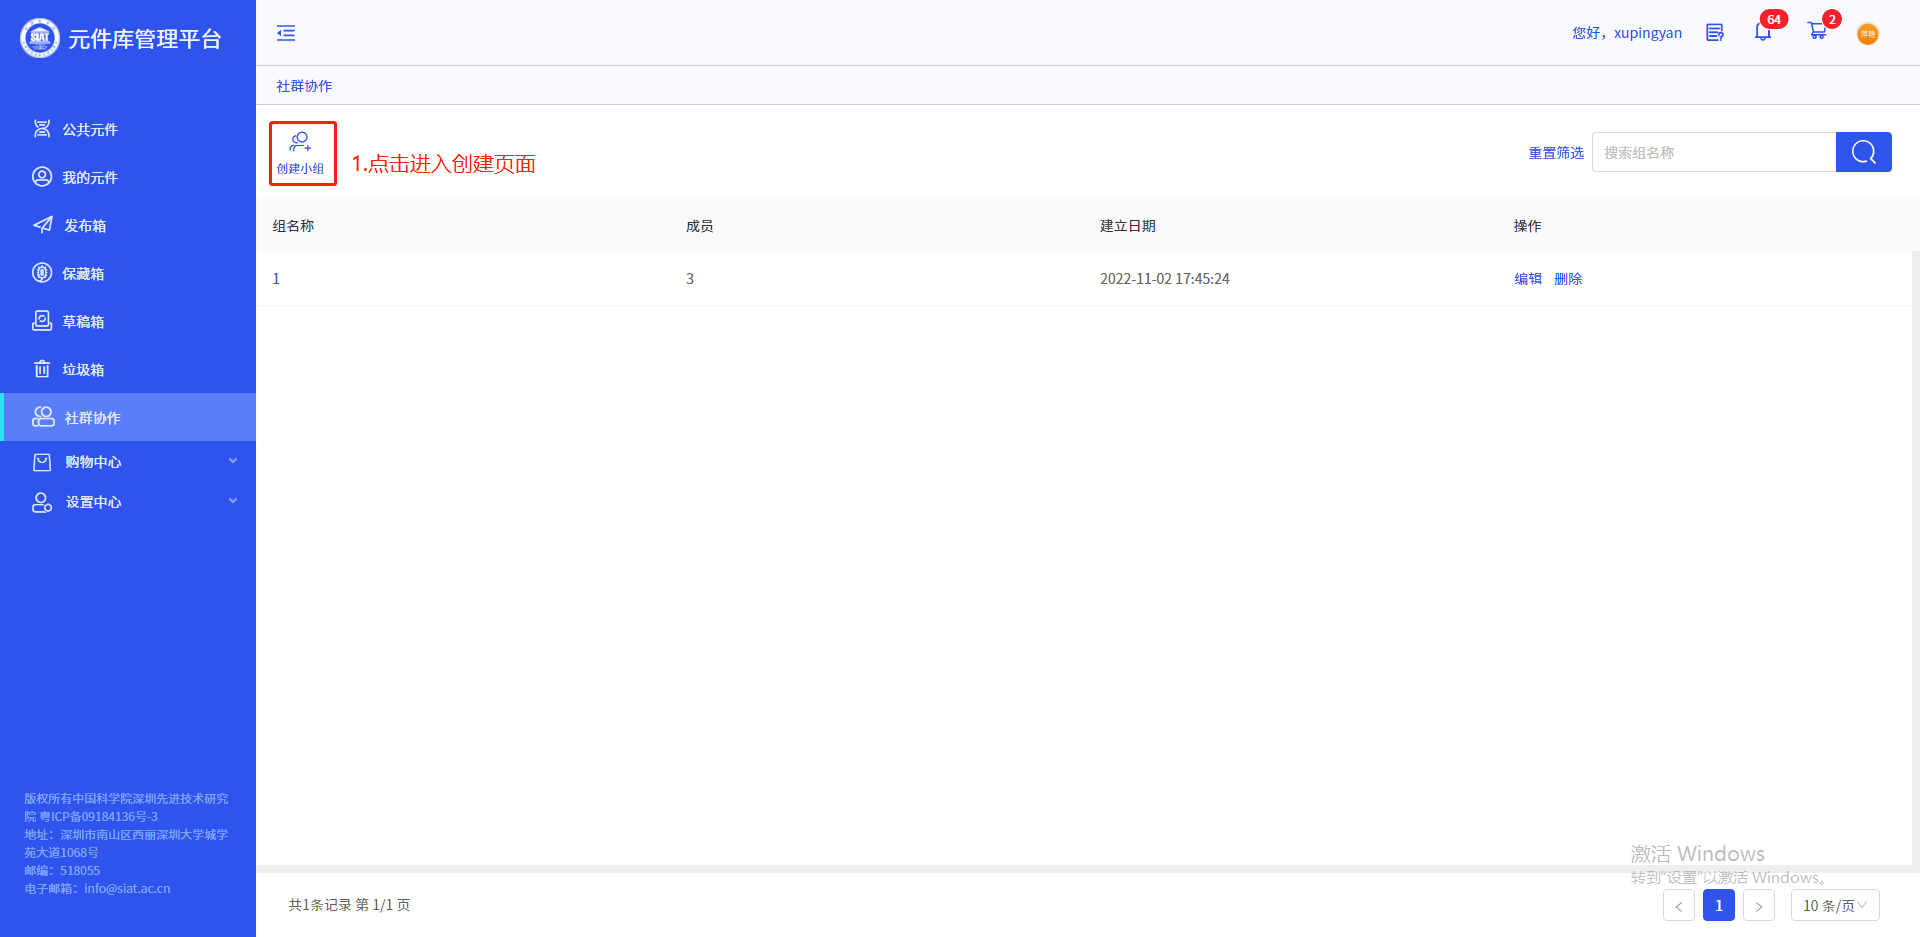 SIAT
元件库管理平台
您好，xupingyan
64
2
社群协作
公共元件
我的元件
发布箱
保藏箱
草稿箱
垃圾箱
社群协作
购物中心
设置中心
创建小组
1.点击进入创建页面
重置筛选
搜索组名称
组名称 成员 建立日期 操作
1 3 2022-11-02 17:45:24 编辑 删除
版权所有中国科学院深圳先进技术研究
院 粤ICP备09184136号-3
地址：深圳市南山区西丽深圳大学城学
苑大道1068号
邮编：518055
电子邮箱：info@siat.ac.cn
激活 Windows
转到“设置”以激活 Windows。
共1条记录 第 1/1 页
< 1 > 10 条/页